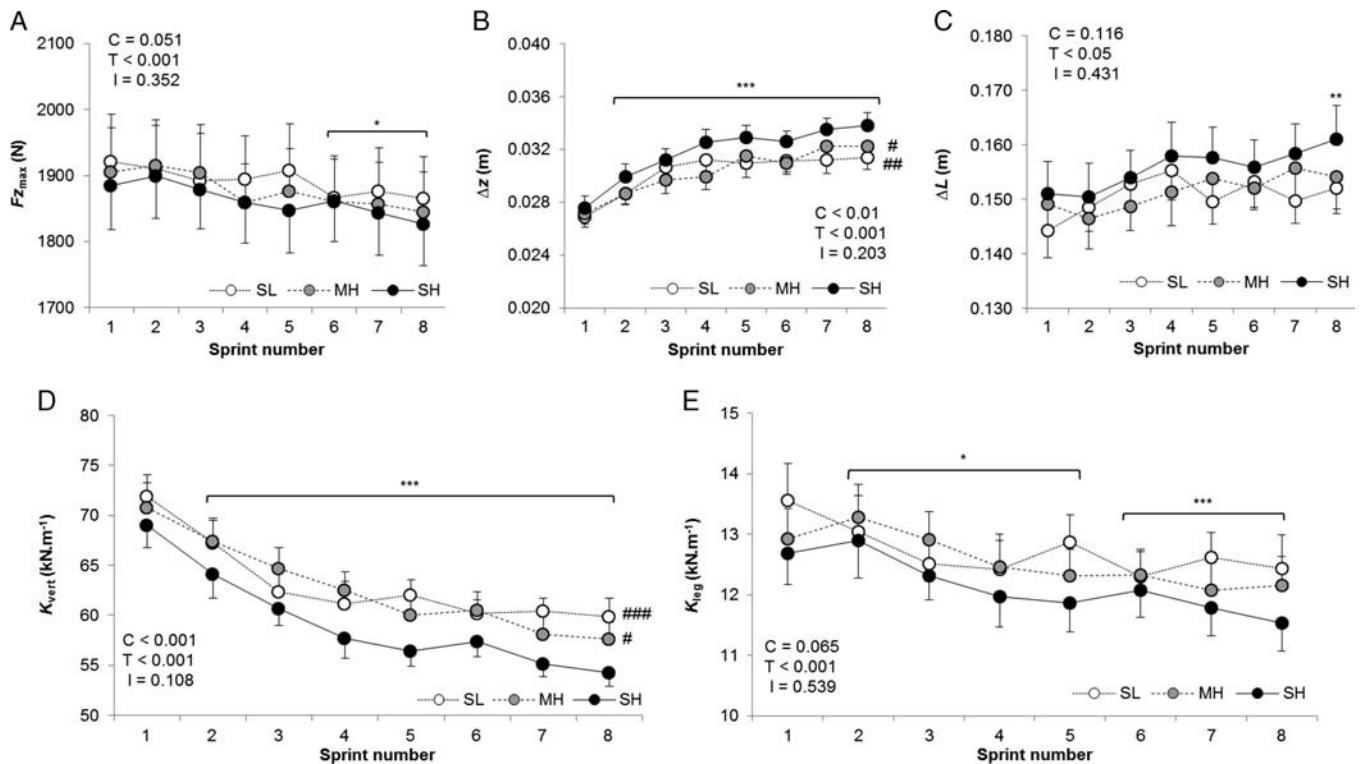 A
C = 0.051
T < 0.001
I = 0.352
2100
2000
1900
1800
1700
Fz_max (N)
*
SL MH SH
1 2 3 4 5 6 7 8
Sprint number
B
0.040
0.036
0.032
0.028
0.024
0.020
Δz (m)
***
#
##
C < 0.01
T < 0.001
I = 0.203
SL MH SH
1 2 3 4 5 6 7 8
Sprint number
C
0.180
0.170
0.160
0.150
0.140
0.130
ΔL (m)
C = 0.116
T < 0.05
I = 0.431
**
SL MH SH
1 2 3 4 5 6 7 8
Sprint number
D
80
75
70
65
60
55
50
K_vert (kN.m⁻¹)
***
###
#
C < 0.001
T < 0.001
I = 0.108
SL MH SH
1 2 3 4 5 6 7 8
Sprint number
E
15
14
13
12
11
10
K_leg (kN.m⁻¹)
*
***
C = 0.065
T < 0.001
I = 0.539
SL MH SH
1 2 3 4 5 6 7 8
Sprint number